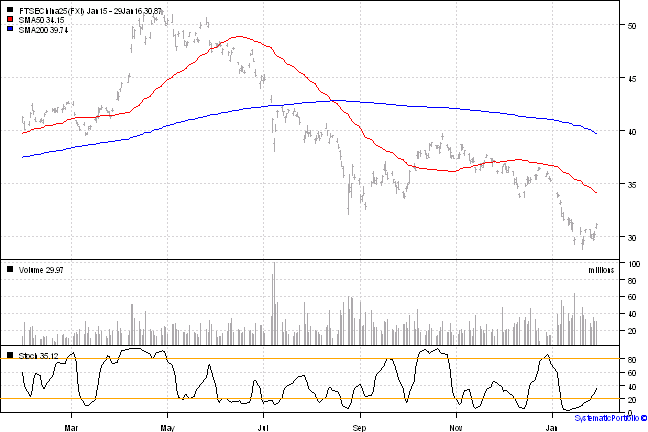 FTSEChina25(FXI) Jan15 - 29Jan16 30.87
SMA50 34.15
SMA200 39.74
50
45
40
35
30
Volume 29.97
millions
100
80
60
40
20
Stoch 35.12
80
60
40
20
0
Mar May Jul Sep Nov Jan
SystematicPortfolio ©